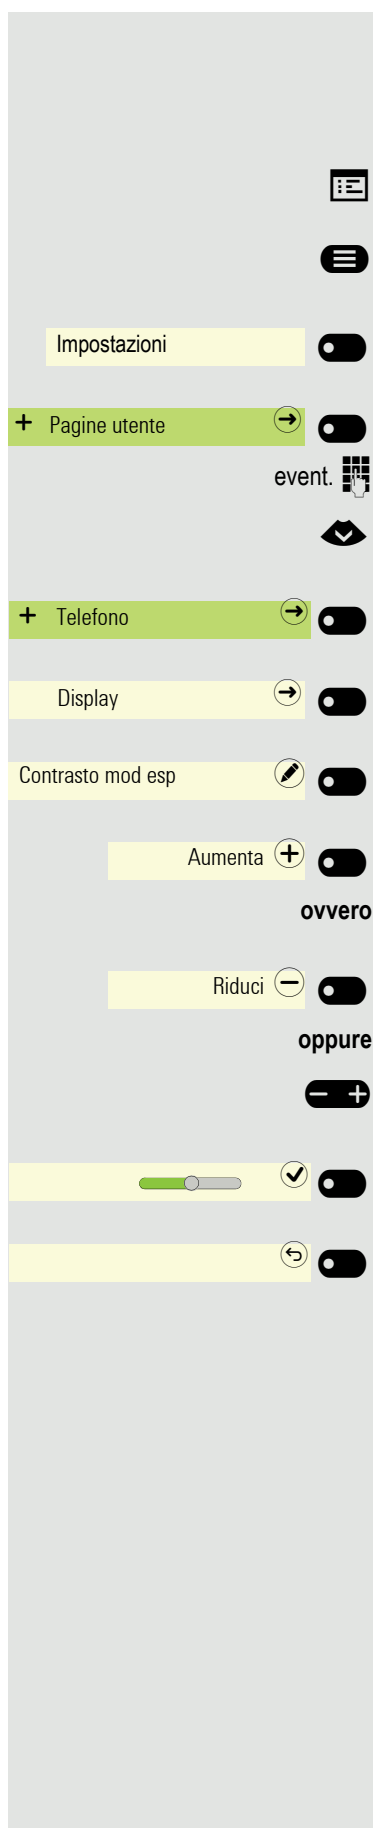 Impostazioni
+ Pagine utente
event.
+ Telefono
Display
Contrasto mod esp
Aumenta
ovvero
Riduci
oppure